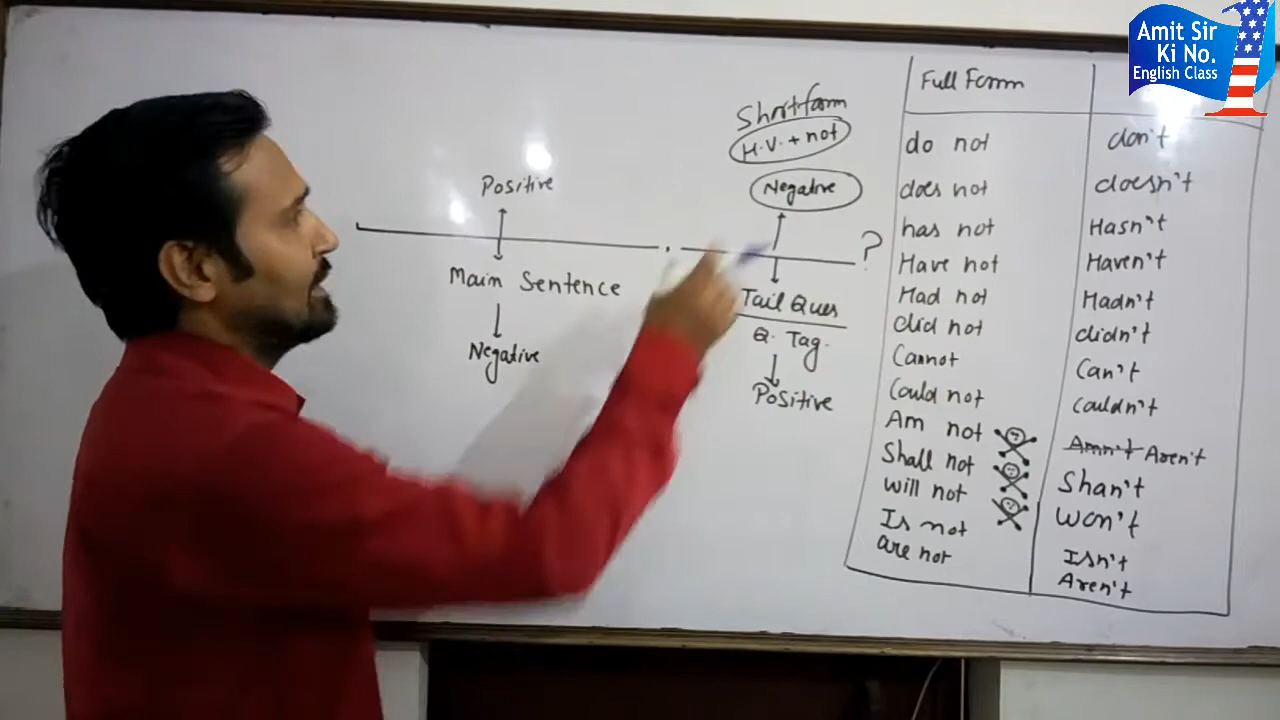 Amit Sir
Ki No. 1
English Class
Short form
H.V. + not
Positive
Negative
.
?
Main Sentence
Tail Ques
Q. Tag.
Negative
Positive
Full Form
do not don't
does not doesn't
has not Hasn't
Have not Haven't
Had not Hadn't
did not didn't
Cannot Can't
Could not Couldn't
Am not Amn't Aren't
Shall not Shan't
will not Won't
Is not Isn't
are not Aren't